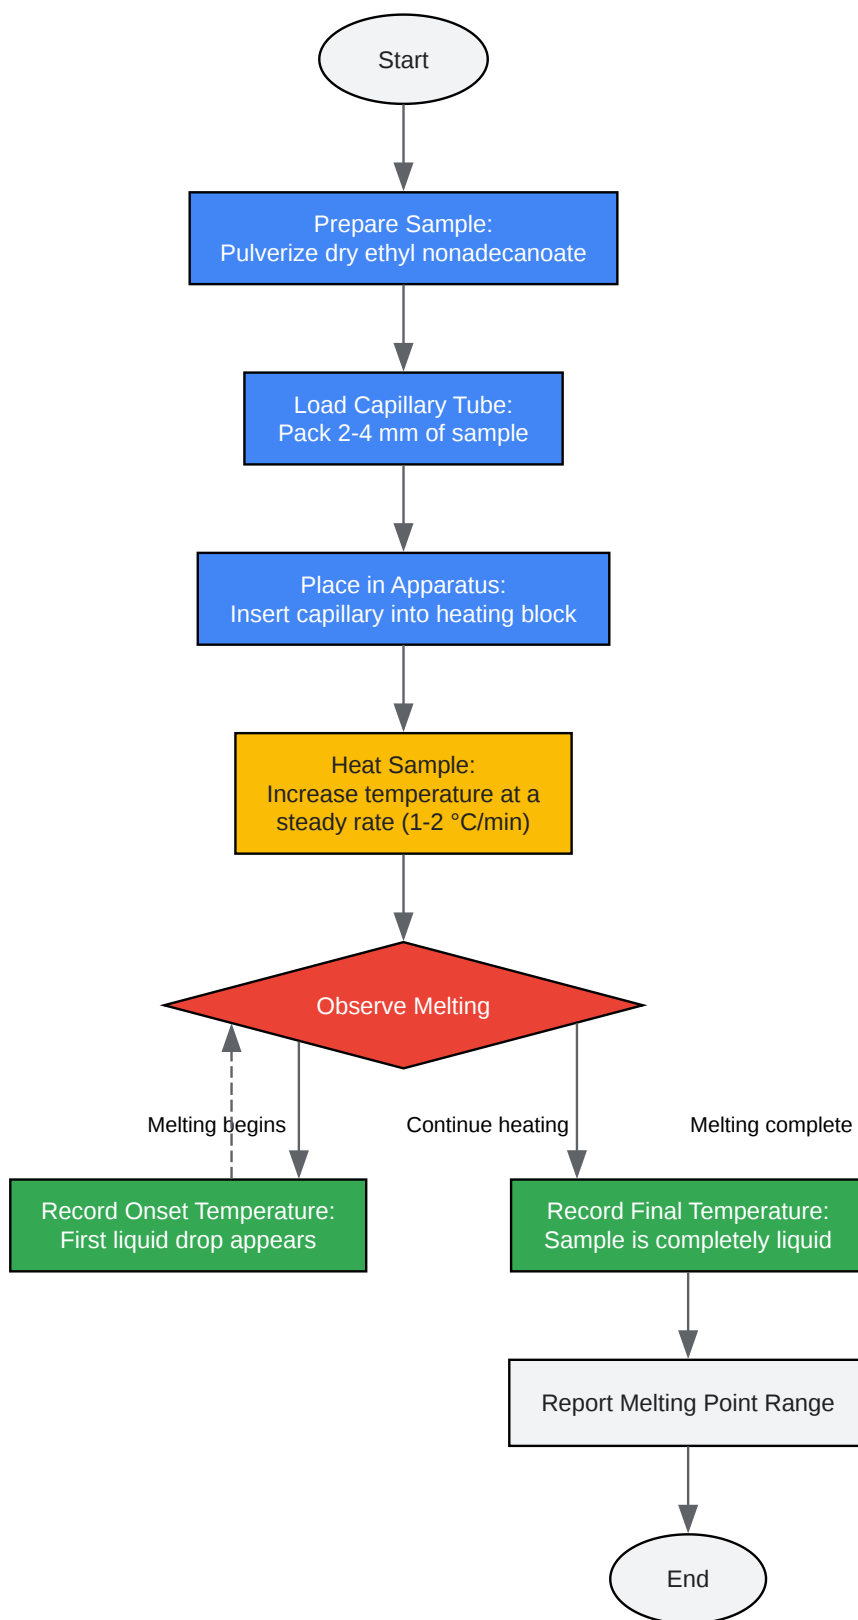 Start
Prepare Sample:
Pulverize dry ethyl nonadecanoate
Load Capillary Tube:
Pack 2-4 mm of sample
Place in Apparatus:
Insert capillary into heating block
Heat Sample:
Increase temperature at a
steady rate (1-2 °C/min)
Observe Melting
Melting begins
Continue heating
Melting complete
Record Onset Temperature:
First liquid drop appears
Record Final Temperature:
Sample is completely liquid
Report Melting Point Range
End